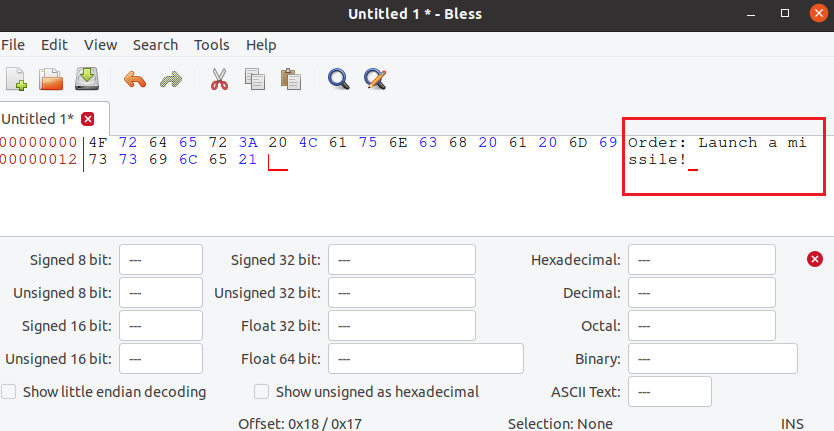 Untitled 1 * - Bless
File Edit View Search Tools Help
Untitled 1*
00000000 4F 72 64 65 72 3A 20 4C 61 75 6E 63 68 20 61 20 6D 69 Order: Launch a mi
00000012 73 73 69 6C 65 21 ssile!
Signed 8 bit: --- Signed 32 bit: --- Hexadecimal: ---
Unsigned 8 bit: --- Unsigned 32 bit: --- Decimal: ---
Signed 16 bit: --- Float 32 bit: --- Octal: ---
Unsigned 16 bit: --- Float 64 bit: --- Binary: ---
Show little endian decoding Show unsigned as hexadecimal ASCII Text: ---
Offset: 0x18 / 0x17 Selection: None INS